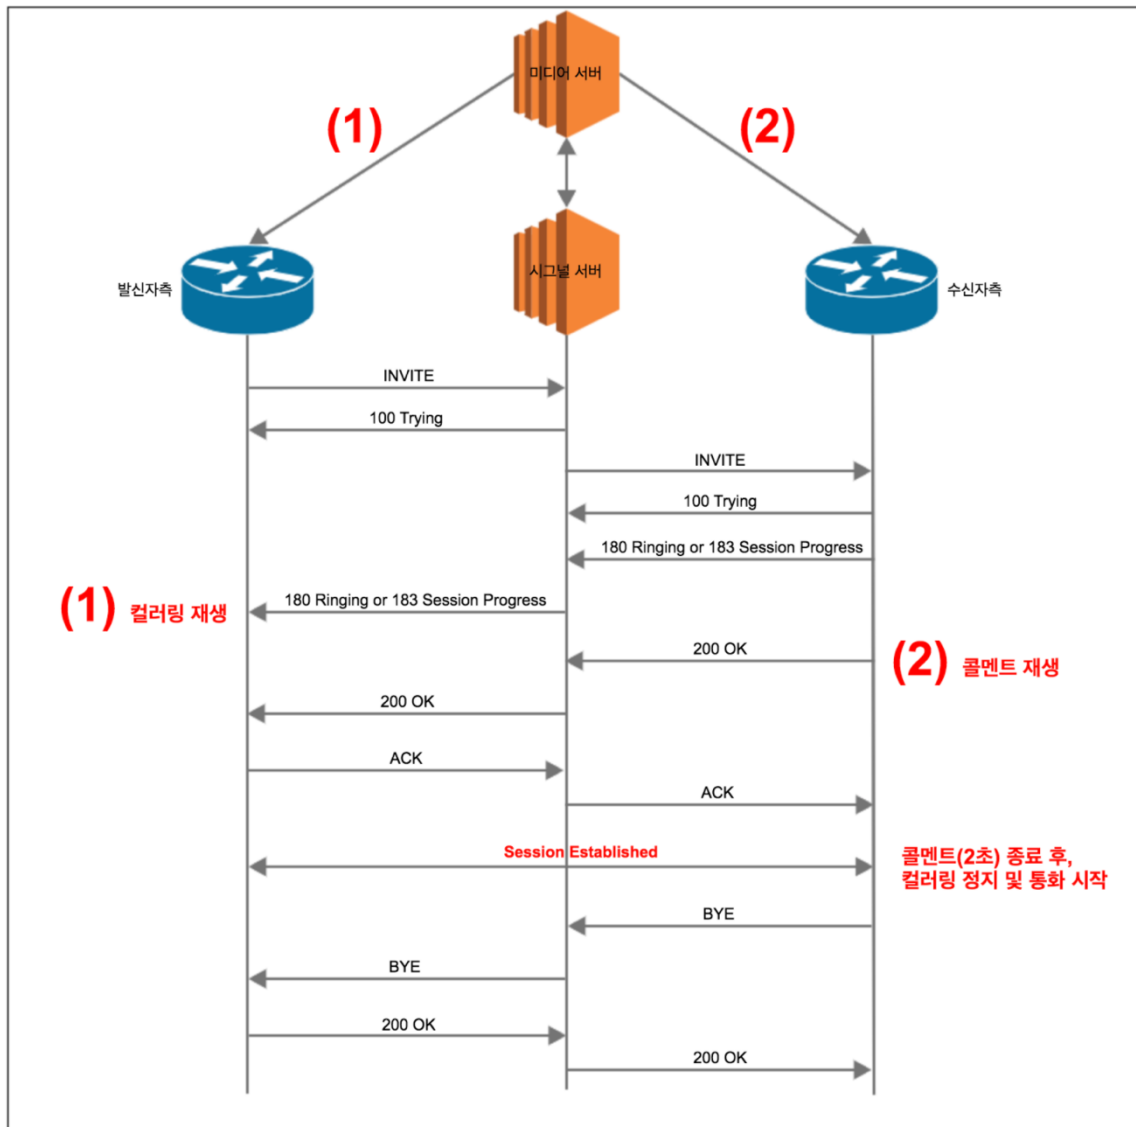 미디어 서버
(1)
(2)
발신자측
시그널 서버
수신자측
INVITE
100 Trying
INVITE
100 Trying
180 Ringing or 183 Session Progress
(1) 컬러링 재생
180 Ringing or 183 Session Progress
200 OK
(2) 콜멘트 재생
200 OK
ACK
ACK
Session Established
콜멘트(2초) 종료 후,
컬러링 정지 및 통화 시작
BYE
BYE
200 OK
200 OK